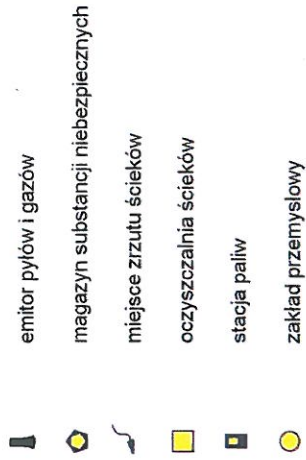 emitor pyłów i gazów
magazyn substancji niebezpiecznych
miejsce zrzutu ścieków
oczyszczalnia ścieków
stacja paliw
zakład przemysłowy